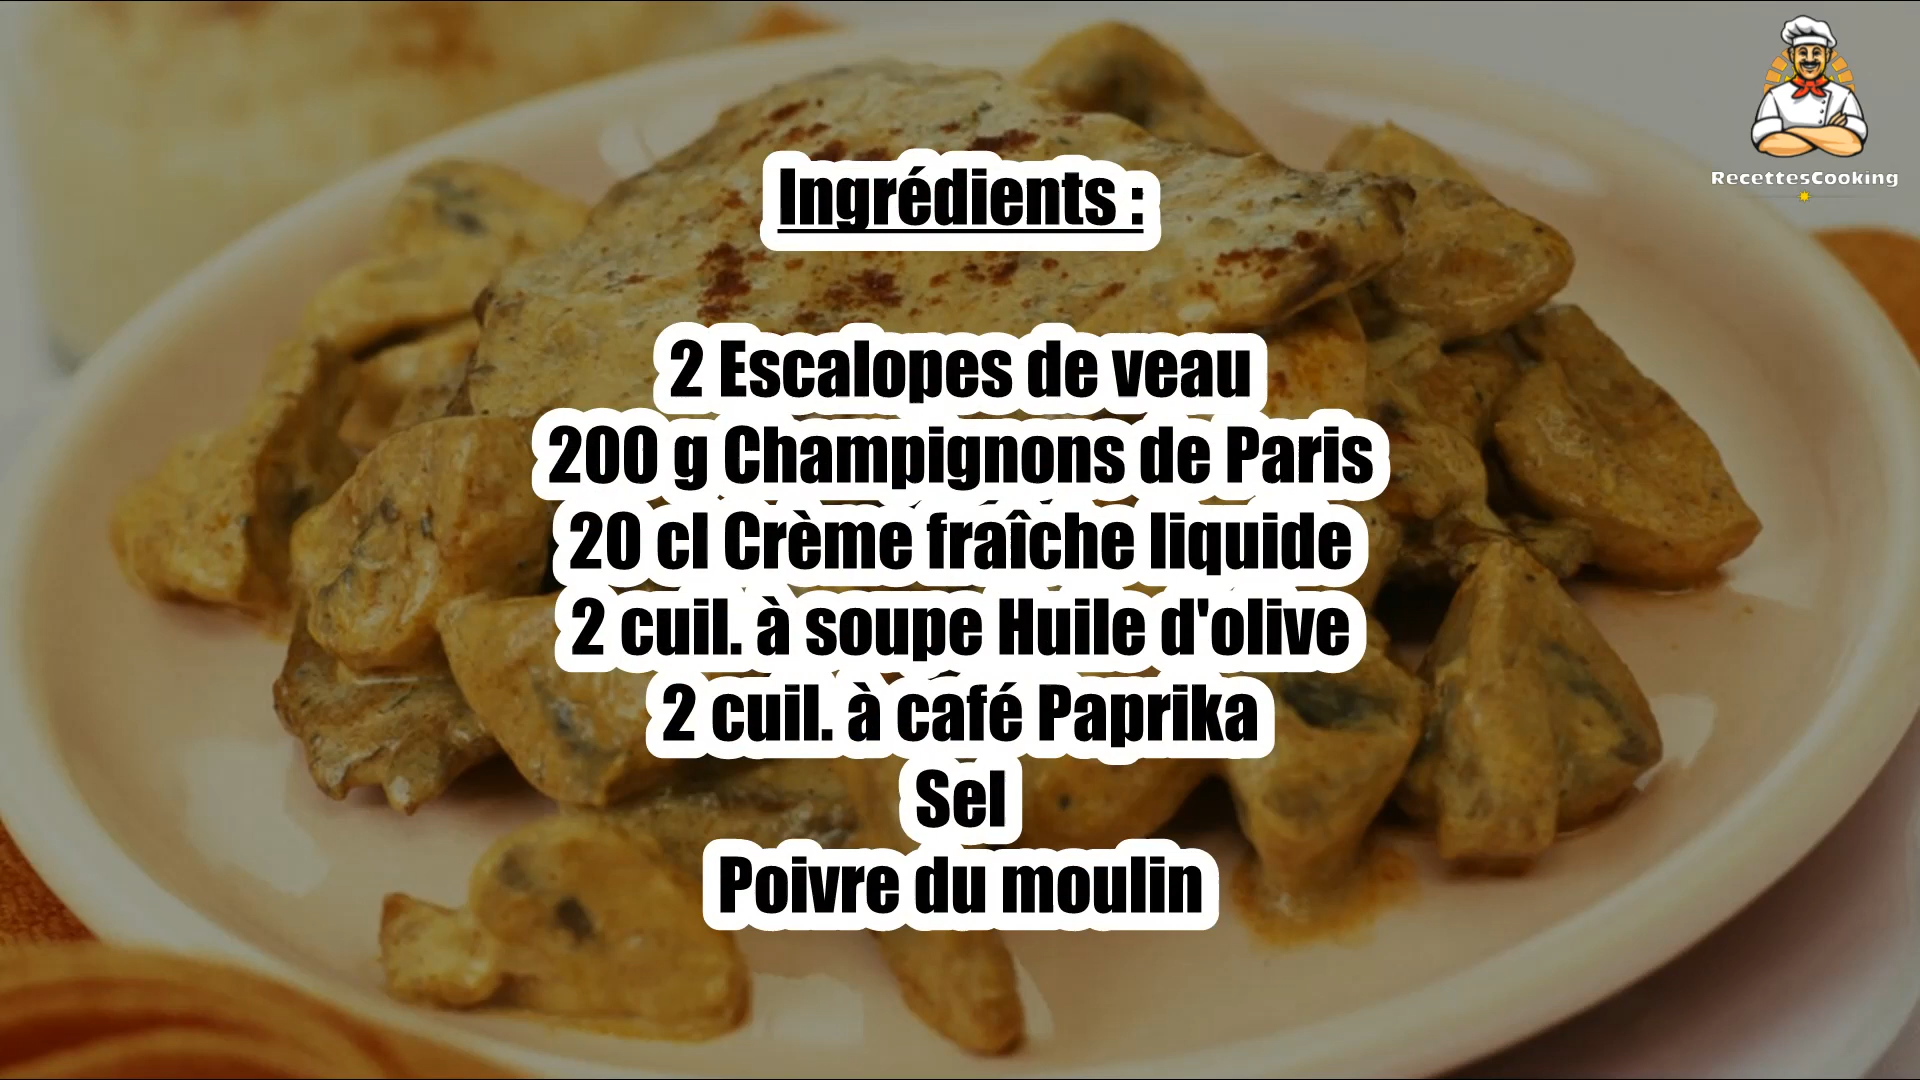 RecettesCooking
Ingrédients :
2 Escalopes de veau
200 g Champignons de Paris
20 cl Crème fraîche liquide
2 cuil. à soupe Huile d'olive
2 cuil. à café Paprika
Sel
Poivre du moulin